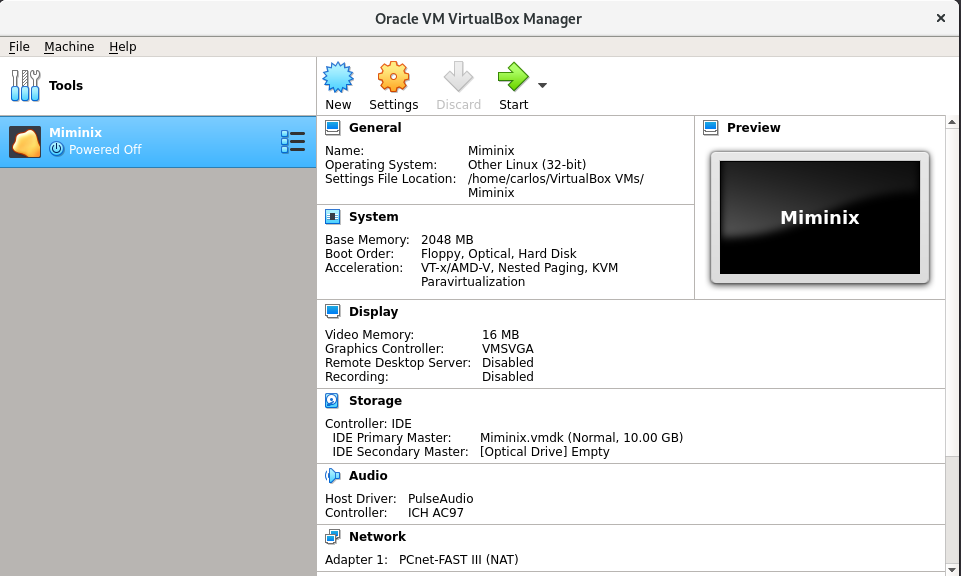 Oracle VM VirtualBox Manager
File Machine Help
Tools
New Settings Discard Start
Miminix
Powered Off
General
Name: Miminix
Operating System: Other Linux (32-bit)
Settings File Location: /home/carlos/VirtualBox VMs/
Miminix
Preview
Miminix
System
Base Memory: 2048 MB
Boot Order: Floppy, Optical, Hard Disk
Acceleration: VT-x/AMD-V, Nested Paging, KVM
Paravirtualization
Display
Video Memory: 16 MB
Graphics Controller: VMSVGA
Remote Desktop Server: Disabled
Recording: Disabled
Storage
Controller: IDE
IDE Primary Master: Miminix.vmdk (Normal, 10.00 GB)
IDE Secondary Master: [Optical Drive] Empty
Audio
Host Driver: PulseAudio
Controller: ICH AC97
Network
Adapter 1: PCnet-FAST III (NAT)